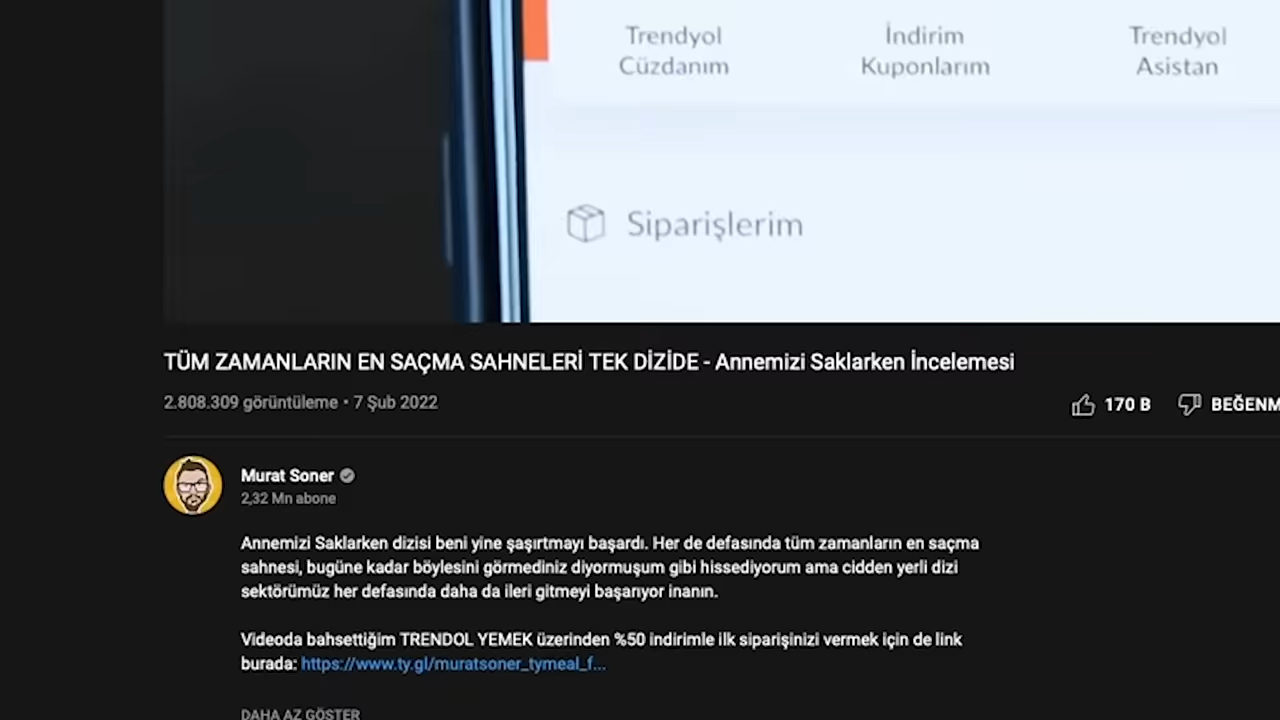 Trendyol İndirim Trendyol
Cüzdanım Kuponlarım Asistan
Siparişlerim
TÜM ZAMANLARIN EN SAÇMA SAHNELERİ TEK DİZİDE - Annemizi Saklarken İncelemesi
2.808.309 görüntüleme • 7 Şub 2022
170 B BEĞENM
Murat Soner
2,32 Mn abone
Annemizi Saklarken dizisi beni yine şaşırtmayı başardı. Her de defasında tüm zamanların en saçma
sahnesi, bugüne kadar böylesini görmediniz diyormuşum gibi hissediyorum ama cidden yerli dizi
sektörümüz her defasında daha da ileri gitmeyi başarıyor inanın.
Videoda bahsettiğim TRENDOL YEMEK üzerinden %50 indirimle ilk siparişinizi vermek için de link
burada: https://www.ty.gl/muratsoner_tymeal_f...
DAHA AZ GÖSTER